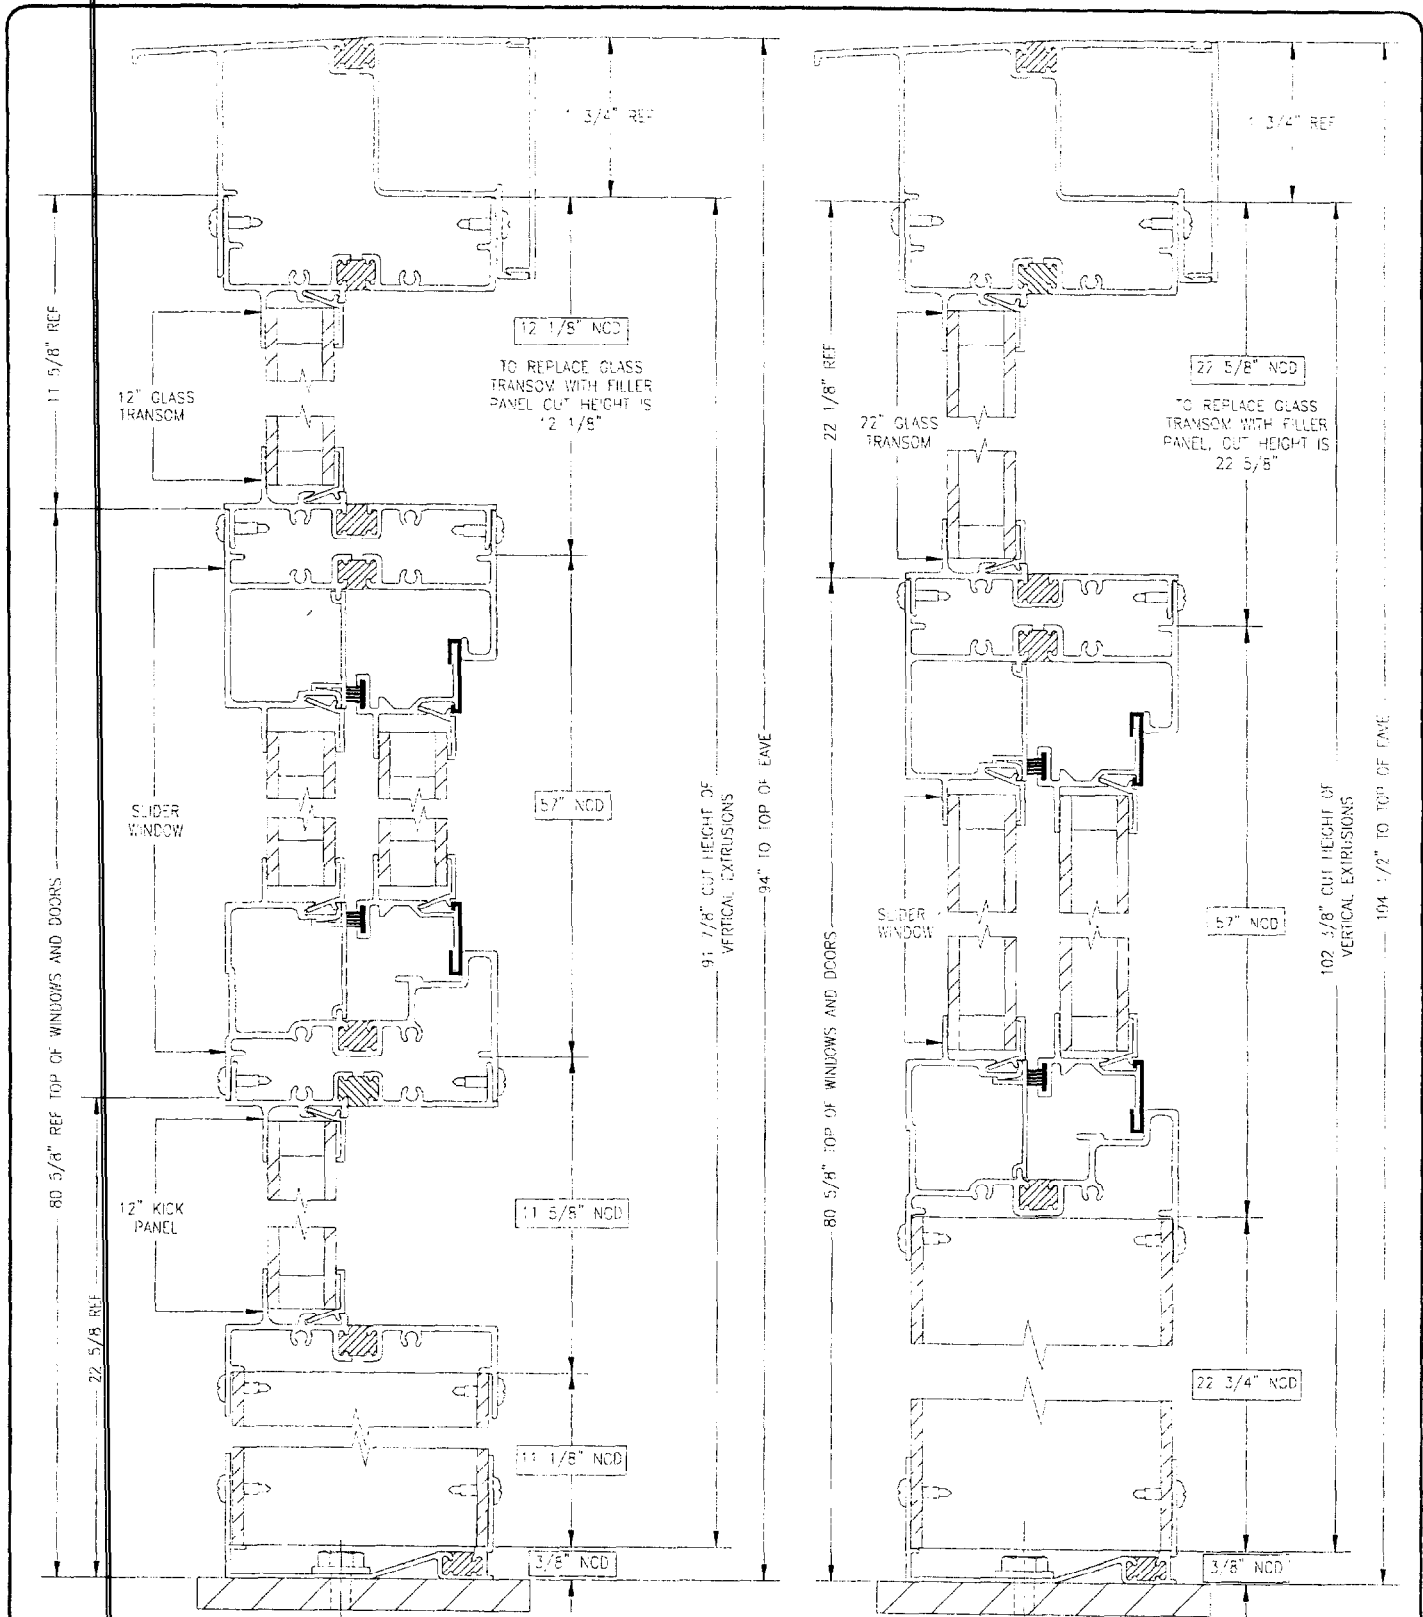 1 3/4" REF
11 5/8" REF
12" GLASS
TRANSOM
12 1/8" NCD
TO REPLACE GLASS
TRANSOM WITH FILLER
PANEL CUT HEIGHT IS
12 1/8"
SLIDER
WINDOW
57" NCD
80 5/8" REF TOP OF WINDOWS AND DOORS
91 7/8" CUT HEIGHT OF
VERTICAL EXTRUSIONS
94" TO TOP OF EAVE
12" KICK
PANEL
11 5/8" NCD
22 5/8 REF
11 1/8" NCD
3/8" NCD
1 3/4" REF
22 1/8" REF
22" GLASS
TRANSOM
22 5/8" NCD
TO REPLACE GLASS
TRANSOM WITH FILLER
PANEL, CUT HEIGHT IS
22 5/8"
SLIDER
WINDOW
57" NCD
80 5/8" TOP OF WINDOWS AND DOORS
102 3/8" CUT HEIGHT OF
VERTICAL EXTRUSIONS
104 1/2" TO TOP OF EAVE
22 3/4" NCD
3/8" NCD